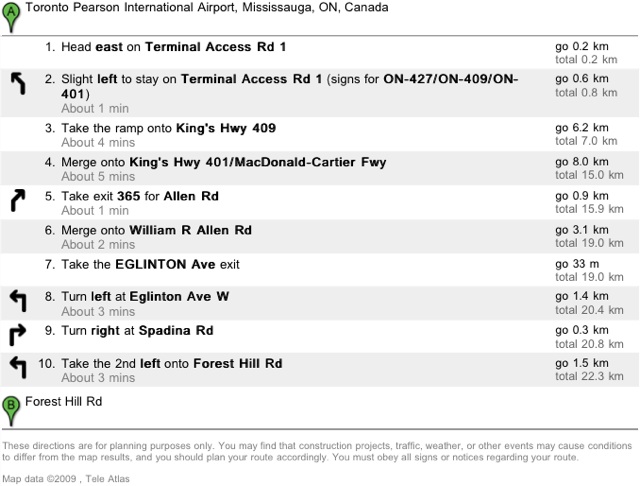 A Toronto Pearson International Airport, Mississauga, ON, Canada
1. Head east on Terminal Access Rd 1 go 0.2 km
total 0.2 km
2. Slight left to stay on Terminal Access Rd 1 (signs for ON-427/ON-409/ON- go 0.6 km
401) total 0.8 km
About 1 min
3. Take the ramp onto King's Hwy 409 go 6.2 km
About 4 mins total 7.0 km
4. Merge onto King's Hwy 401/MacDonald-Cartier Fwy go 8.0 km
About 5 mins total 15.0 km
5. Take exit 365 for Allen Rd go 0.9 km
About 1 min total 15.9 km
6. Merge onto William R Allen Rd go 3.1 km
About 2 mins total 19.0 km
7. Take the EGLINTON Ave exit go 33 m
total 19.0 km
8. Turn left at Eglinton Ave W go 1.4 km
About 3 mins total 20.4 km
9. Turn right at Spadina Rd go 0.3 km
total 20.8 km
10. Take the 2nd left onto Forest Hill Rd go 1.5 km
About 3 mins total 22.3 km
B Forest Hill Rd
These directions are for planning purposes only. You may find that construction projects, traffic, weather, or other events may cause conditions
to differ from the map results, and you should plan your route accordingly. You must obey all signs or notices regarding your route.
Map data ©2009 , Tele Atlas